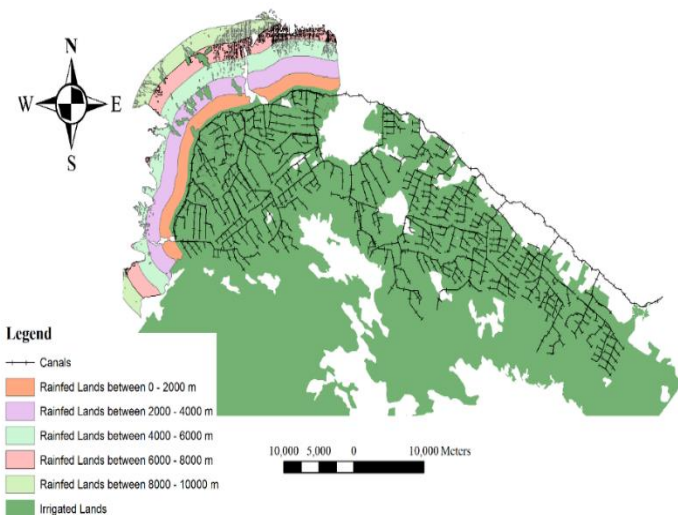 N
W E
S
Legend
Canals
Rainfed Lands between 0 - 2000 m
Rainfed Lands between 2000 - 4000 m
Rainfed Lands between 4000 - 6000 m
Rainfed Lands between 6000 - 8000 m
Rainfed Lands between 8000 - 10000 m
Irrigated Lands
10,000 5,000 0 10,000 Meters